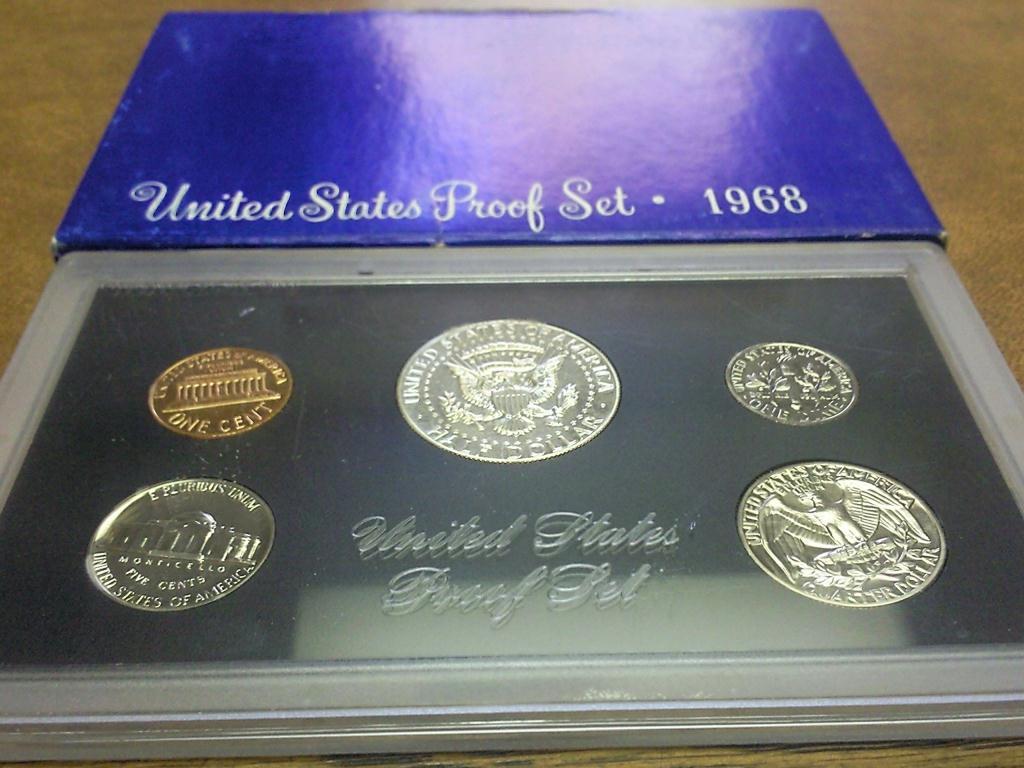 United States Proof Set • 1968
UNITED STATES OF AMERICA
ONE CENT
UNITED STATES OF AMERICA
HALF DOLLAR
UNITED STATES OF AMERICA
ONE DIME
E PLURIBUS UNUM
MONTICELLO
FIVE CENTS
UNITED STATES OF AMERICA
United States
Proof Set
UNITED STATES OF AMERICA
QUARTER DOLLAR